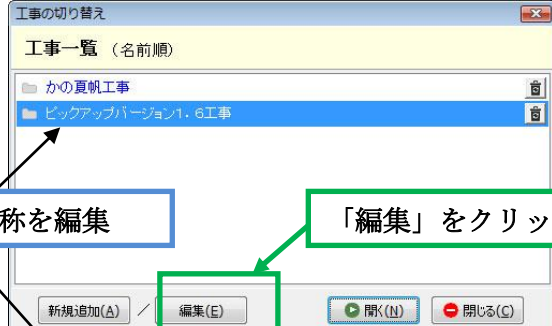 工事の切り替え
工事一覧 （名前順）
かの夏帆工事
ピックアップバージョン1．6工事
称を編集
「編集」をクリッ
新規追加(A) / 編集(E) 開く(N) 閉じる(C)